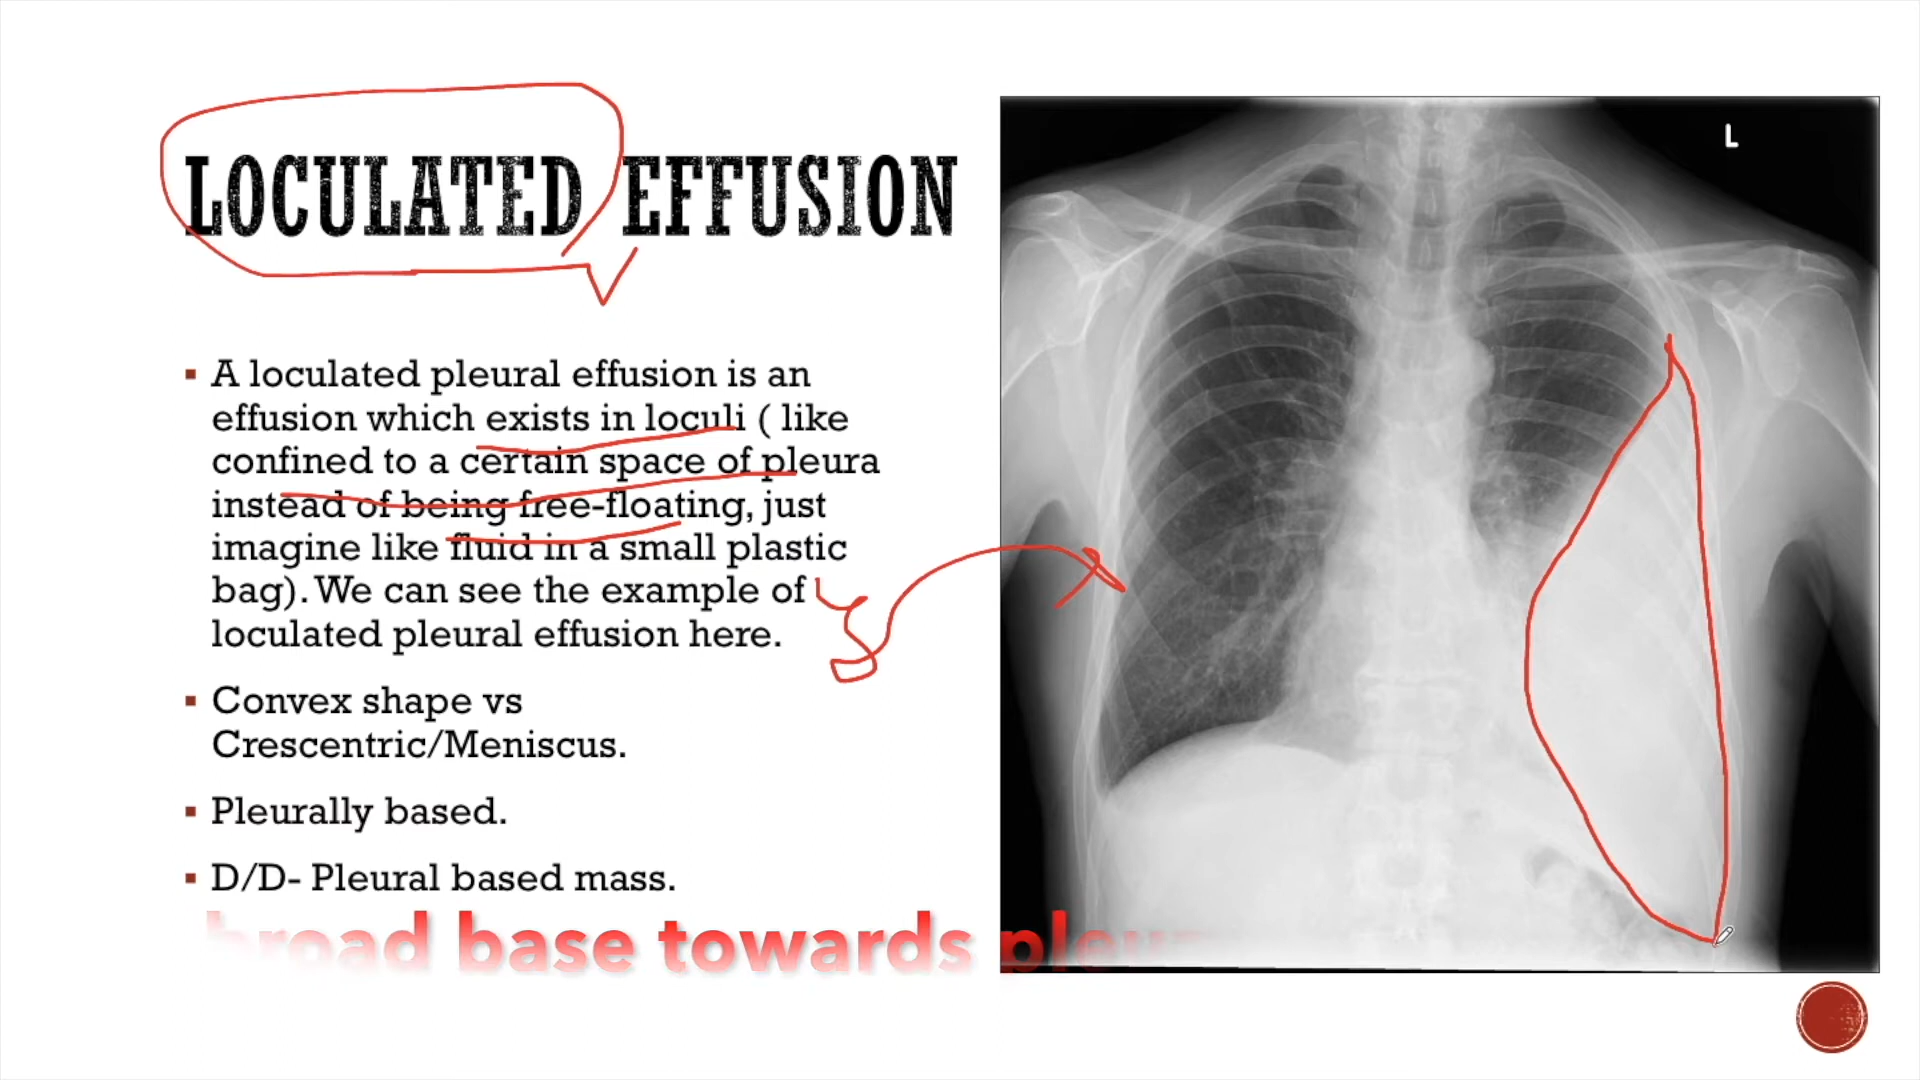 L
LOCULATED EFFUSION
▪ A loculated pleural effusion is an
effusion which exists in loculi ( like
confined to a certain space of pleura
instead of being free-floating, just
imagine like fluid in a small plastic
bag). We can see the example of
loculated pleural effusion here.
▪ Convex shape vs
Crescentric/Meniscus.
▪ Pleurally based.
▪ D/D- Pleural based mass.
broad base towards